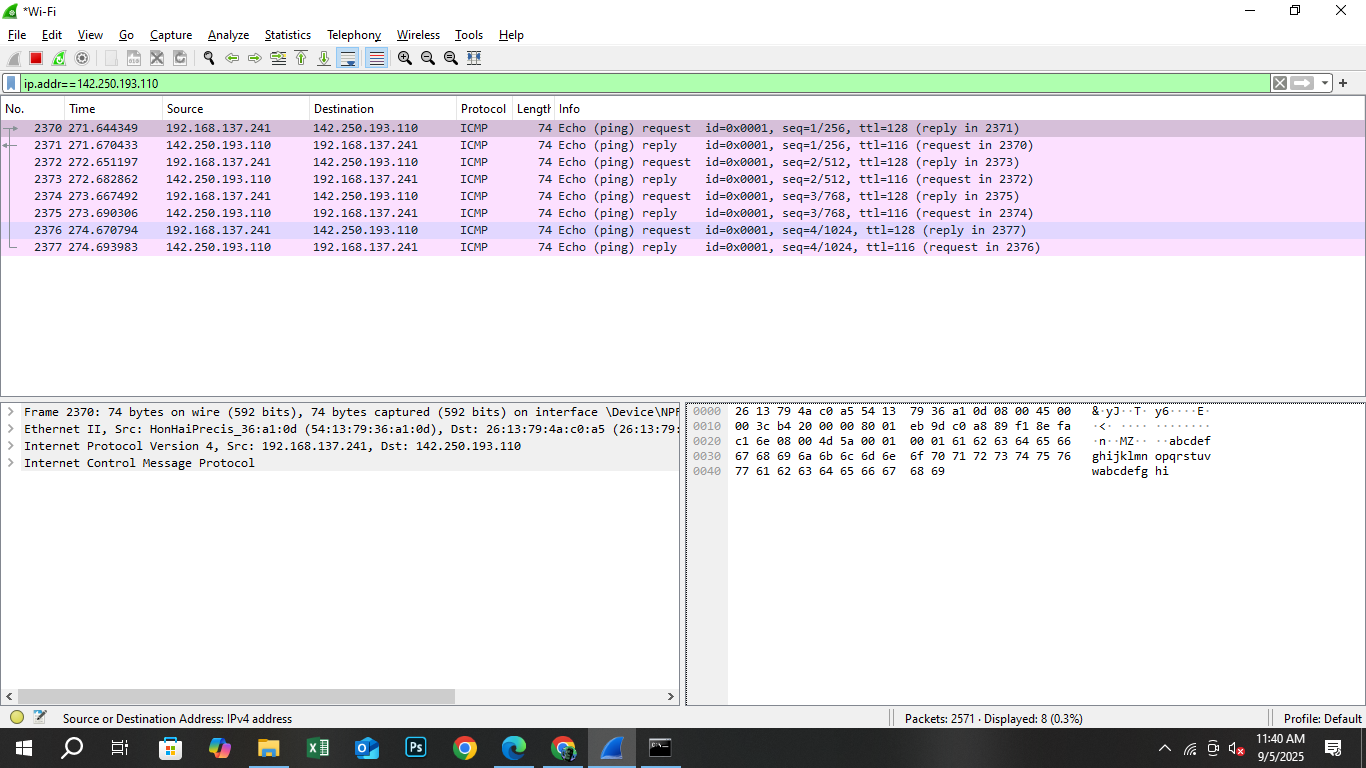 *Wi-Fi
File Edit View Go Capture Analyze Statistics Telephony Wireless Tools Help
ip.addr==142.250.193.110
No. Time Source Destination Protocol Length Info
2370 271.644349 192.168.137.241 142.250.193.110 ICMP 74 Echo (ping) request id=0x0001, seq=1/256, ttl=128 (reply in 2371)
2371 271.670433 142.250.193.110 192.168.137.241 ICMP 74 Echo (ping) reply id=0x0001, seq=1/256, ttl=116 (request in 2370)
2372 272.651197 192.168.137.241 142.250.193.110 ICMP 74 Echo (ping) request id=0x0001, seq=2/512, ttl=128 (reply in 2373)
2373 272.682862 142.250.193.110 192.168.137.241 ICMP 74 Echo (ping) reply id=0x0001, seq=2/512, ttl=116 (request in 2372)
2374 273.667492 192.168.137.241 142.250.193.110 ICMP 74 Echo (ping) request id=0x0001, seq=3/768, ttl=128 (reply in 2375)
2375 273.690306 142.250.193.110 192.168.137.241 ICMP 74 Echo (ping) reply id=0x0001, seq=3/768, ttl=116 (request in 2374)
2376 274.670794 192.168.137.241 142.250.193.110 ICMP 74 Echo (ping) request id=0x0001, seq=4/1024, ttl=128 (reply in 2377)
2377 274.693983 142.250.193.110 192.168.137.241 ICMP 74 Echo (ping) reply id=0x0001, seq=4/1024, ttl=116 (request in 2376)
Frame 2370: 74 bytes on wire (592 bits), 74 bytes captured (592 bits) on interface \Device\NPF
Ethernet II, Src: HonHaiPrecis_36:a1:0d (54:13:79:36:a1:0d), Dst: 26:13:79:4a:c0:a5 (26:13:79:
Internet Protocol Version 4, Src: 192.168.137.241, Dst: 142.250.193.110
Internet Control Message Protocol
0000 26 13 79 4a c0 a5 54 13 79 36 a1 0d 08 00 45 00 &·yJ··T· y6····E·
0010 00 3c b4 20 00 00 80 01 eb 9d c0 a8 89 f1 8e fa ·<· ···· ········
0020 c1 6e 08 00 4d 5a 00 01 00 01 61 62 63 64 65 66 ·n··MZ·· ··abcdef
0030 67 68 69 6a 6b 6c 6d 6e 6f 70 71 72 73 74 75 76 ghijklmn opqrstuv
0040 77 61 62 63 64 65 66 67 68 69 wabcdefg hi
Source or Destination Address: IPv4 address
Packets: 2571 · Displayed: 8 (0.3%)
Profile: Default
Ps
11:40 AM
9/5/2025